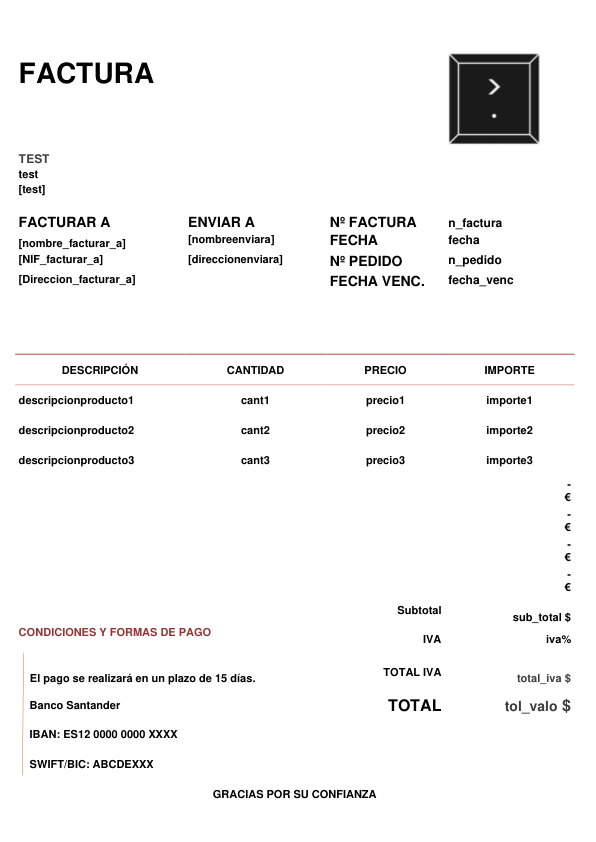 FACTURA
TEST
test
[test]
FACTURAR A
[nombre_facturar_a]
[NIF_facturar_a]
[Direccion_facturar_a]
ENVIAR A
[nombreenviara]
[direccionenviara]
Nº FACTURA n_factura
FECHA fecha
Nº PEDIDO n_pedido
FECHA VENC. fecha_venc
DESCRIPCIÓN CANTIDAD PRECIO IMPORTE
descripcionproducto1 cant1 precio1 importe1
descripcionproducto2 cant2 precio2 importe2
descripcionproducto3 cant3 precio3 importe3
-
€
-
€
-
€
-
€
Subtotal sub_total $
IVA iva%
TOTAL IVA total_iva $
TOTAL tol_valo $
CONDICIONES Y FORMAS DE PAGO
El pago se realizará en un plazo de 15 días.
Banco Santander
IBAN: ES12 0000 0000 XXXX
SWIFT/BIC: ABCDEXXX
GRACIAS POR SU CONFIANZA